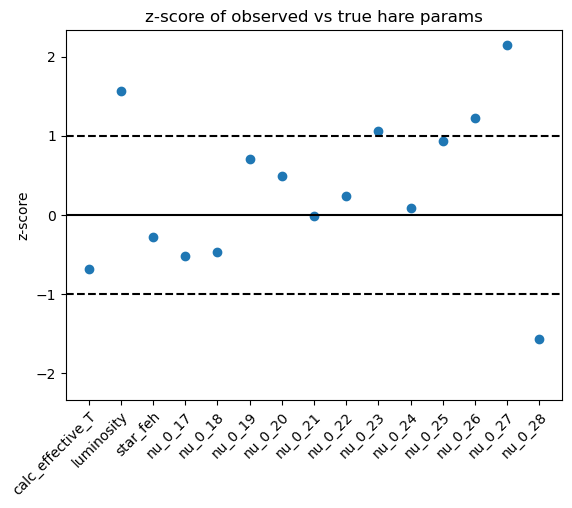 z-score of observed vs true hare params
z-score
2
1
0
−1
−2
calc_effective_T
luminosity
star_feh
nu_0_17
nu_0_18
nu_0_19
nu_0_20
nu_0_21
nu_0_22
nu_0_23
nu_0_24
nu_0_25
nu_0_26
nu_0_27
nu_0_28